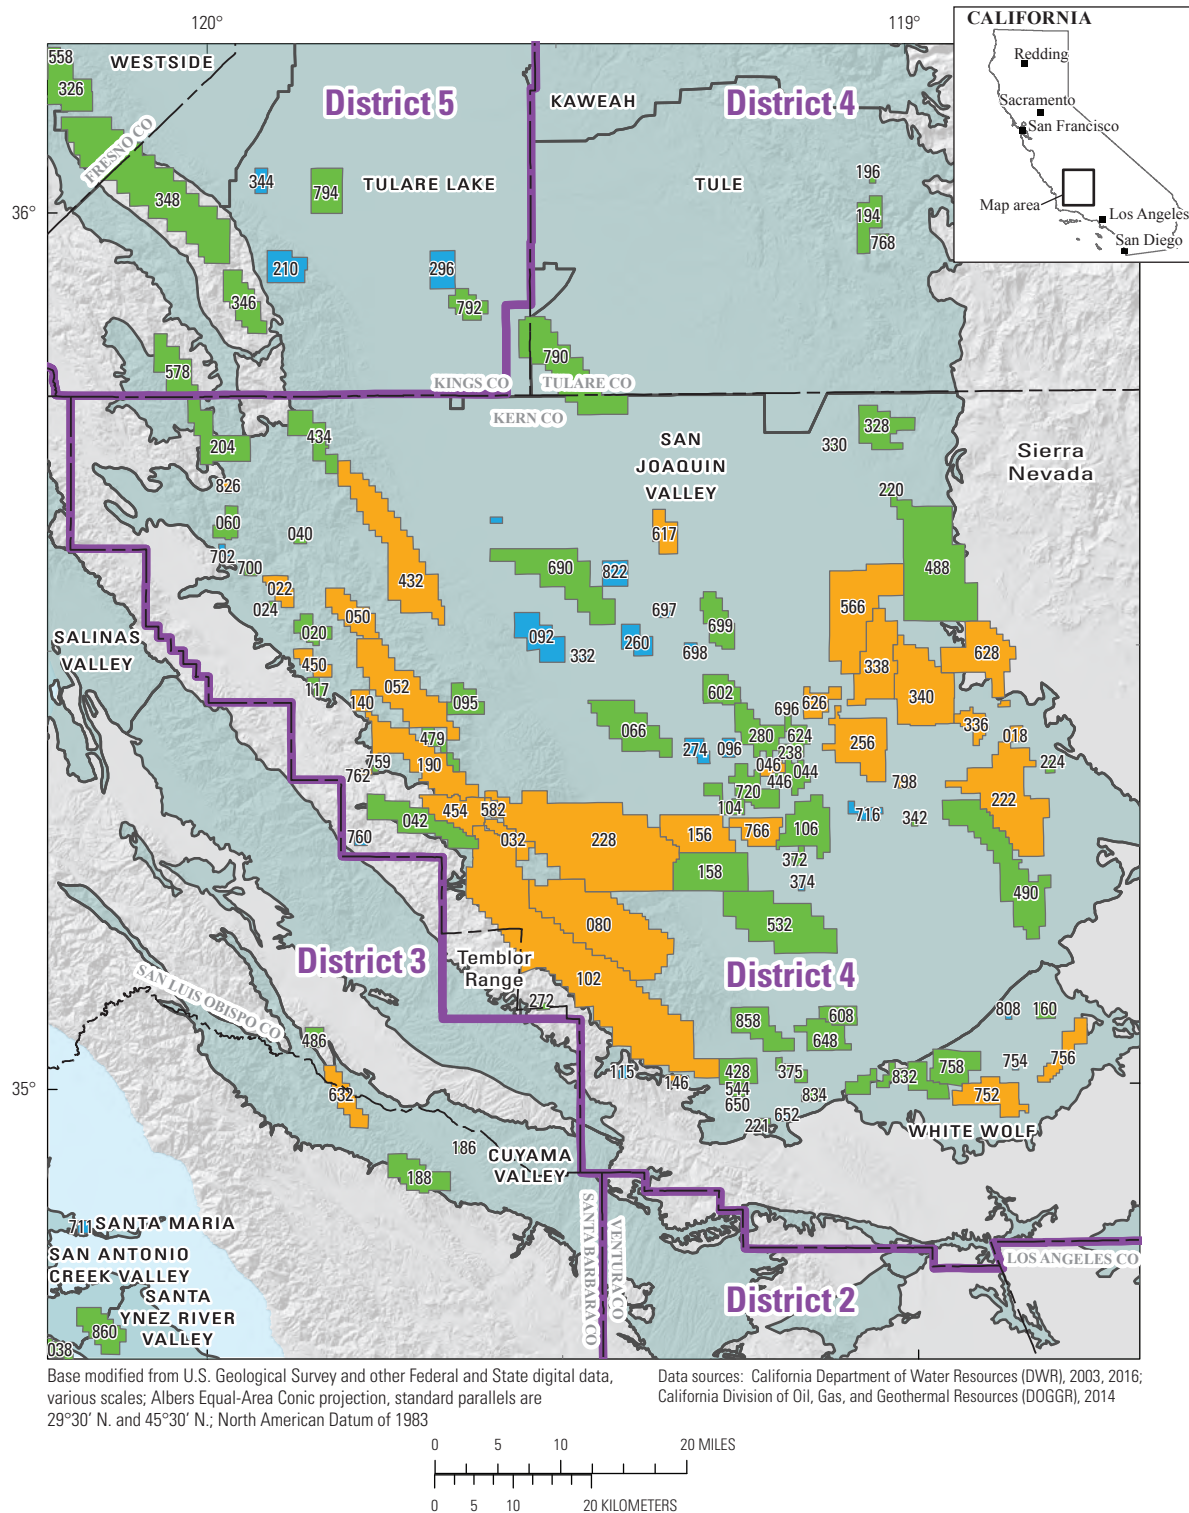 120°
119°
CALIFORNIA
Redding
Sacramento
San Francisco
Map area
Los Angeles
San Diego
558
WESTSIDE
326
District 5
KAWEAH
District 4
FRESNO CO
344
794
TULARE LAKE
TULE
196
348
194
36°
768
210
296
346
792
790
578
KINGS CO
TULARE CO
KERN CO
328
434
330
204
SAN
JOAQUIN
VALLEY
Sierra
Nevada
826
220
060
040
617
702
700
690
822
488
432
022
024
050
566
697
092
699
020
260
SALINAS
VALLEY
332
698
628
450
338
117
052
602
340
140
095
626
696
066
336
018
479
280
624
256
274
096
238
759
190
046
044
224
762
446
798
720
222
104
454
582
042
716
342
760
032
228
156
766
106
372
158
374
490
080
532
District 3
Temblor
Range
District 4
102
SAN LUIS OBISPO CO
272
808
160
858
608
486
648
115
146
428
375
832
758
754
756
544
632
650
834
752
652
221
WHITE WOLF
186
CUYAMA
VALLEY
188
SANTA BARBARA CO
VENTURA CO
711
SANTA MARIA
SAN ANTONIO
CREEK VALLEY
LOS ANGELES CO
SANTA
YNEZ RIVER
VALLEY
District 2
860
038
35°
Base modified from U.S. Geological Survey and other Federal and State digital data,
various scales; Albers Equal-Area Conic projection, standard parallels are
29°30' N. and 45°30' N.; North American Datum of 1983
Data sources: California Department of Water Resources (DWR), 2003, 2016;
California Division of Oil, Gas, and Geothermal Resources (DOGGR), 2014
0 5 10 20 MILES
0 5 10 20 KILOMETERS